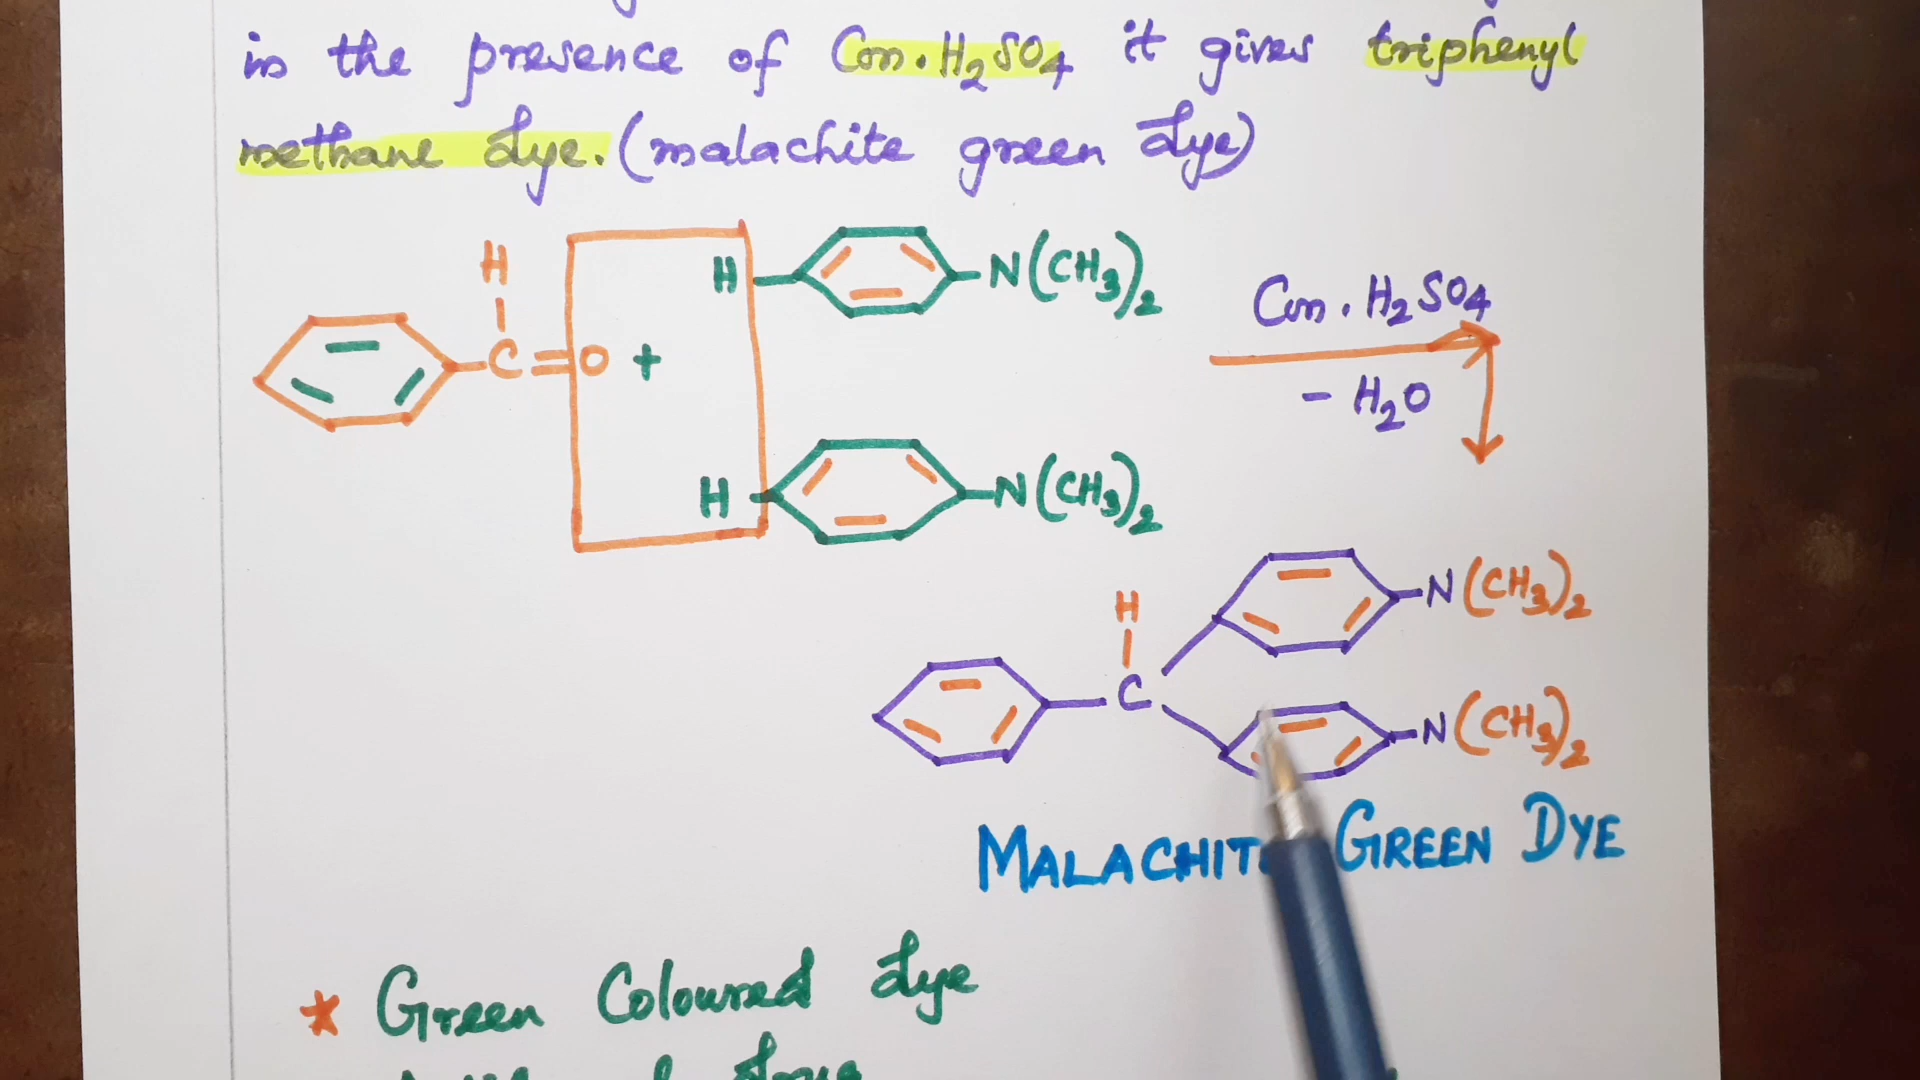 in the presence of Con.H2SO4 it gives triphenyl
methane dye. (malachite green dye)
H
H N(CH3)2
Con.H2SO4
C=O +
- H2O
H N(CH3)2
N(CH3)2
H
C
N(CH3)2
MALACHIT GREEN DYE
* Green Coloured dye